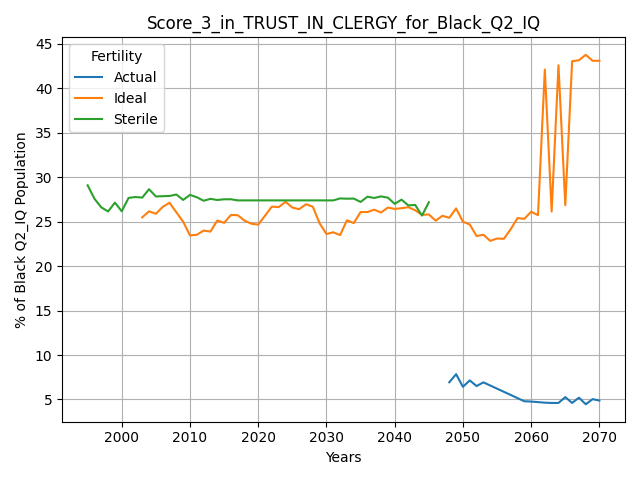 Score_3_in_TRUST_IN_CLERGY_for_Black_Q2_IQ
% of Black Q2_IQ Population
45
40
35
30
25
20
15
10
5
Fertility
Actual
Ideal
Sterile
2000 2010 2020 2030 2040 2050 2060 2070
Years